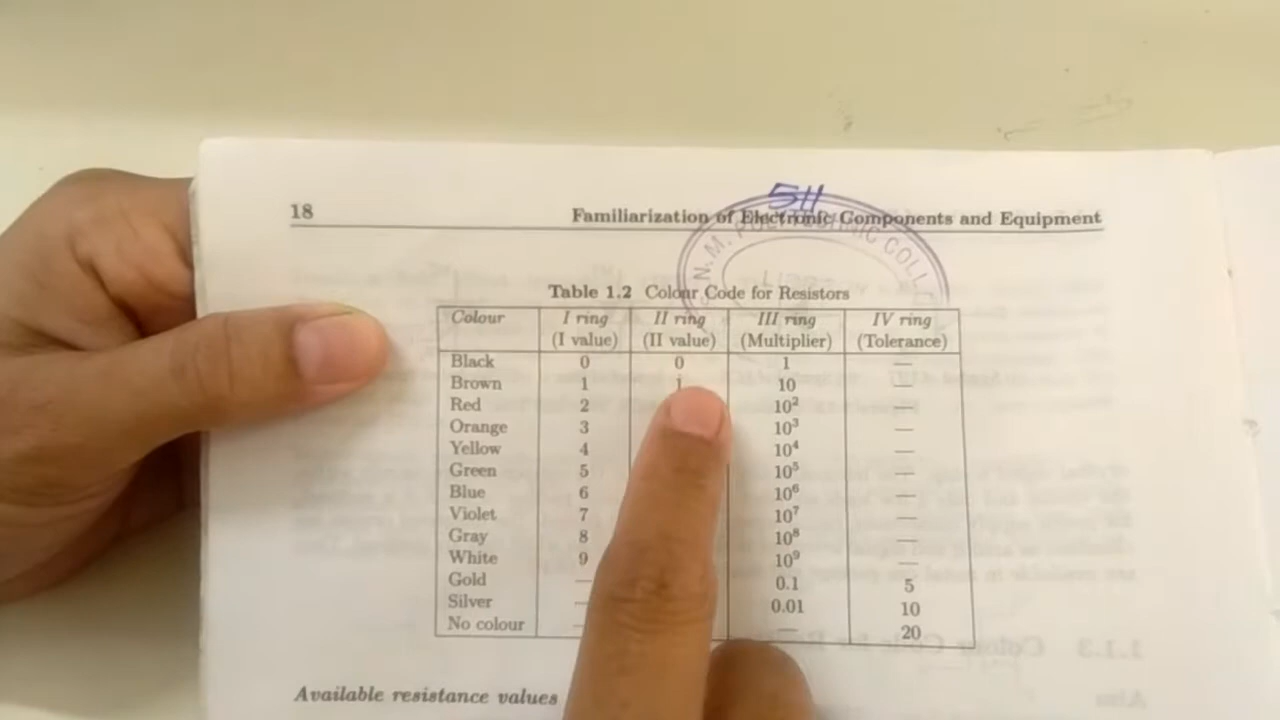 511
18 Familiarization of Electronic Components and Equipment
N.M. POLYTECHNIC COLL
Table 1.2 Colour Code for Resistors
Colour I ring II ring III ring IV ring
(I value) (II value) (Multiplier) (Tolerance)
Black 0 0 1 —
Brown 1 1 10 —
Red 2 10² —
Orange 3 10³ —
Yellow 4 10⁴ —
Green 5 10⁵ —
Blue 6 10⁶ —
Violet 7 10⁷ —
Gray 8 10⁸ —
White 9 10⁹ —
Gold — 0.1 5
Silver — 0.01 10
No colour — — 20
Available resistance values